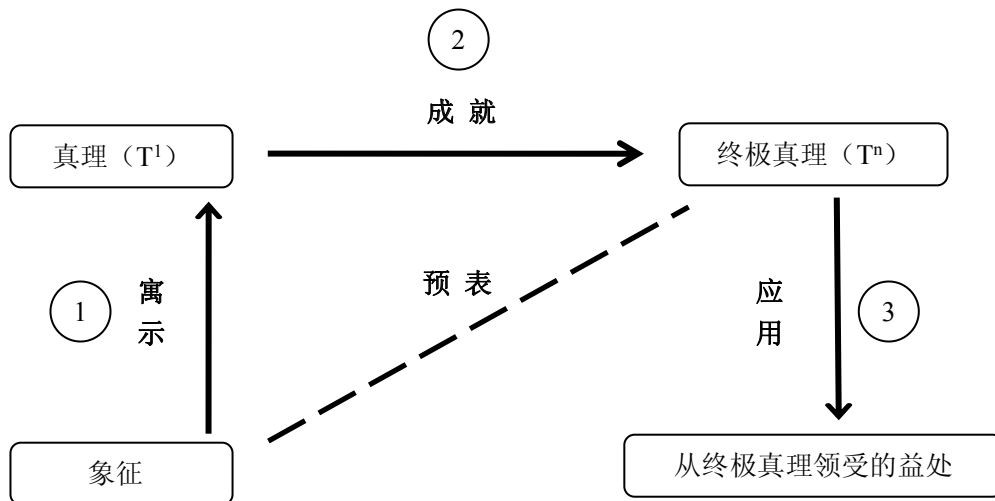 ②
成 就
真理（T¹）
终极真理（Tⁿ）
①
寓
示
预 表
应
用
③
象征
从终极真理领受的益处